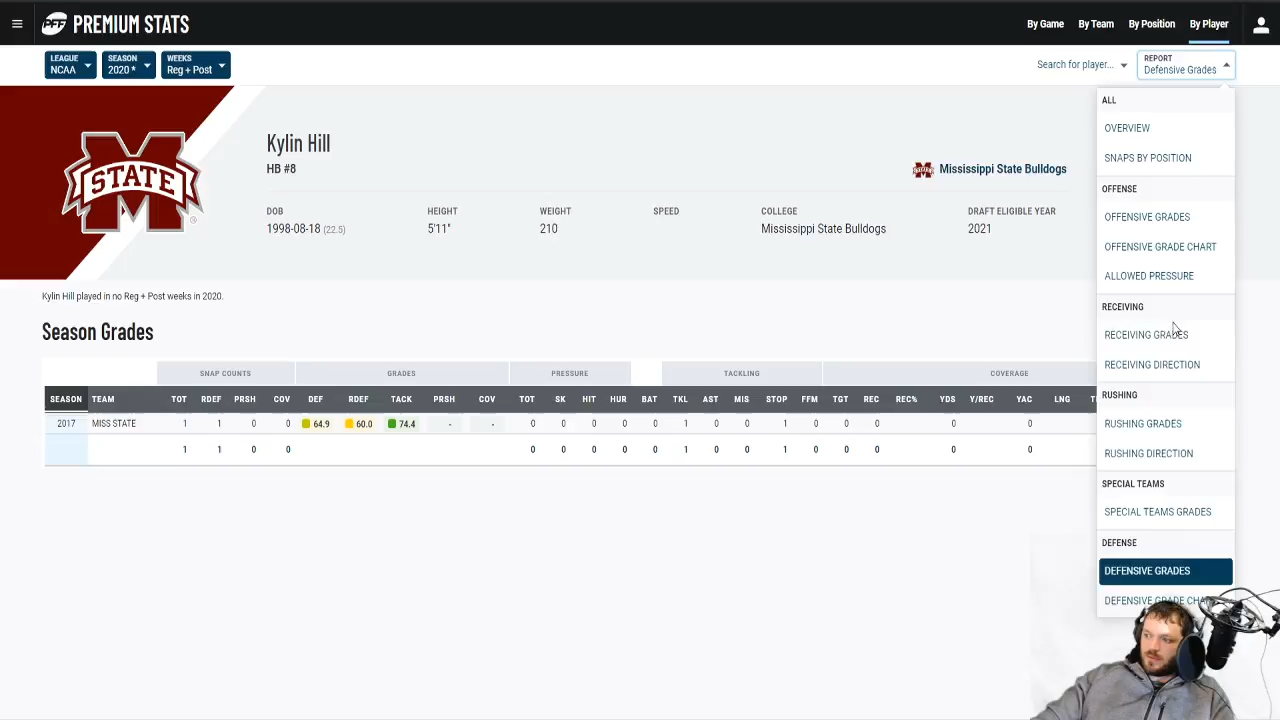 PFF PREMIUM STATS By Game By Team By Position By Player
LEAGUE SEASON WEEKS REPORT
NCAA 2020 * Reg + Post Search for player... Defensive Grades
ALL
OVERVIEW
SNAPS BY POSITION
OFFENSE
OFFENSIVE GRADES
OFFENSIVE GRADE CHART
ALLOWED PRESSURE
RECEIVING
RECEIVING GRADES
RECEIVING DIRECTION
RUSHING
RUSHING GRADES
RUSHING DIRECTION
SPECIAL TEAMS
SPECIAL TEAMS GRADES
DEFENSE
DEFENSIVE GRADES
DEFENSIVE GRADE CHA
M STATE ®
Kylin Hill
HB #8
M STATE Mississippi State Bulldogs
DOB HEIGHT WEIGHT SPEED COLLEGE DRAFT ELIGIBLE YEAR
1998-08-18 (22.5) 5'11" 210 Mississippi State Bulldogs 2021
Kylin Hill played in no Reg + Post weeks in 2020.
Season Grades
SNAP COUNTS GRADES PRESSURE TACKLING COVERAGE
SEASON TEAM TOT RDEF PRSH COV DEF RDEF TACK PRSH COV TOT SK HIT HUR BAT TKL AST MIS STOP FFM TGT REC REC% YDS Y/REC YAC LNG
2017 MISS STATE 1 1 0 0 64.9 60.0 74.4 - - 0 0 0 0 0 1 0 0 1 0 0 0 0 0
1 1 0 0 0 0 0 0 0 1 0 0 1 0 0 0 0 0